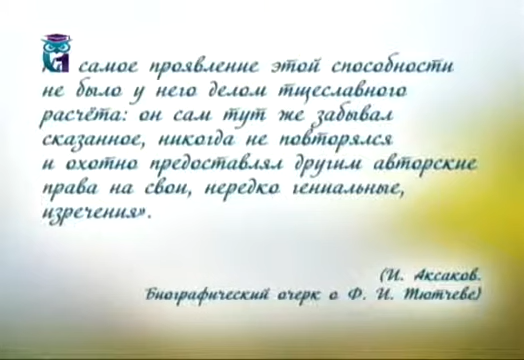 самое проявление этой способности
не было у него делом тщеславного
расчёта: он сам тут же забывал
сказанное, никогда не повторялся
и охотно предоставлял другим авторские
права на свои, нередко гениальные,
изречения».
(И. Аксаков.
Биографический очерк о Ф. И. Тютчеве)